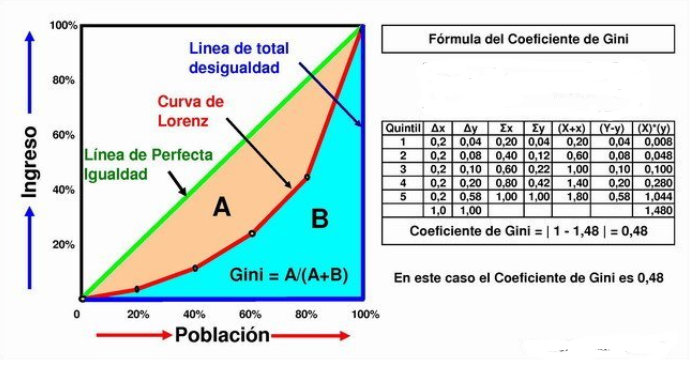 100%
80%
60%
40%
20%
Ingreso
Linea de total
desigualdad
Curva de
Lorenz
Línea de Perfecta
Igualdad
A
B
Gini = A/(A+B)
0 20% 40% 60% 80% 100%
Población
Fórmula del Coeficiente de Gini
Quintil Δx Δy Σx Σy (X+x) (Y-y) (X)*(y)
1 0,2 0,04 0,20 0,04 0,20 0,04 0,008
2 0,2 0,08 0,40 0,12 0,60 0,08 0,048
3 0,2 0,10 0,60 0,22 1,00 0,10 0,100
4 0,2 0,20 0,80 0,42 1,40 0,20 0,280
5 0,2 0,58 1,00 1,00 1,80 0,58 1,044
1,0 1,00 1,480
Coeficiente de Gini = | 1 - 1,48 | = 0,48
En este caso el Coeficiente de Gini es 0,48